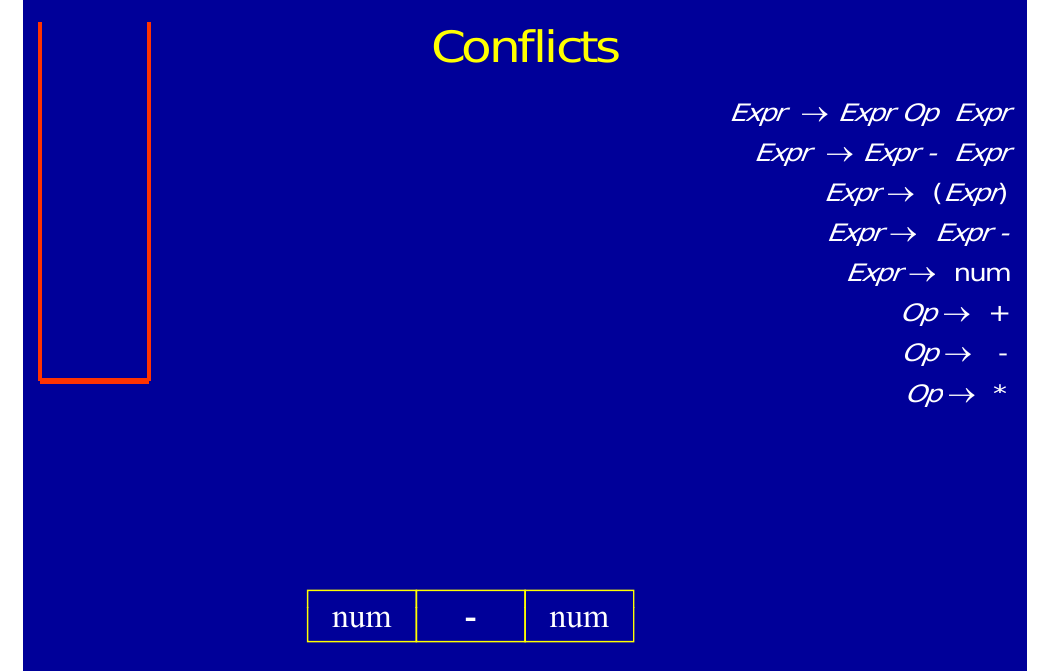 Conflicts
Expr → Expr Op Expr
Expr → Expr - Expr
Expr → (Expr)
Expr → Expr -
Expr → num
Op → +
Op → -
Op → *
num - num